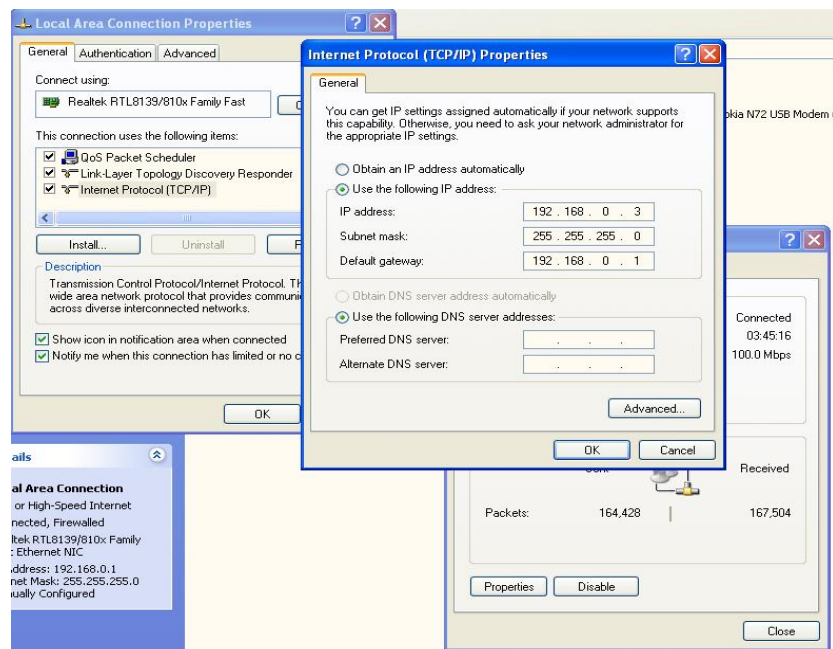 Local Area Connection Properties
General Authentication Advanced
Connect using:
Realtek RTL8139/810x Family Fast
This connection uses the following items:
QoS Packet Scheduler
Link-Layer Topology Discovery Responder
Internet Protocol (TCP/IP)
Install... Uninstall
Description
Transmission Control Protocol/Internet Protocol.
wide area network protocol that provides
across diverse interconnected networks.
Show icon in notification area when connected
Notify me when this connection has limited or no
OK
Internet Protocol (TCP/IP) Properties
General
You can get IP settings assigned automatically if your network supports
this capability. Otherwise, you need to ask your network administrator for
the appropriate IP settings.
Obtain an IP address automatically
Use the following IP address:
IP address: 192 . 168 . 0 . 3
Subnet mask: 255 . 255 . 255 . 0
Default gateway: 192 . 168 . 0 . 1
Obtain DNS server address automatically
Use the following DNS server addresses:
Preferred DNS server: . . .
Alternate DNS server: . . .
Advanced...
OK Cancel
kia N72 USB Modem
Connected
03:45:16
100.0 Mbps
Received
Packets: 164,428 167,504
Properties Disable
Close
ails
al Area Connection
or High-Speed Internet
nected, Firewalled
ltek RTL8139/810x Family
Ethernet NIC
ddress: 192.168.0.1
net Mask: 255.255.255.0
ually Configured